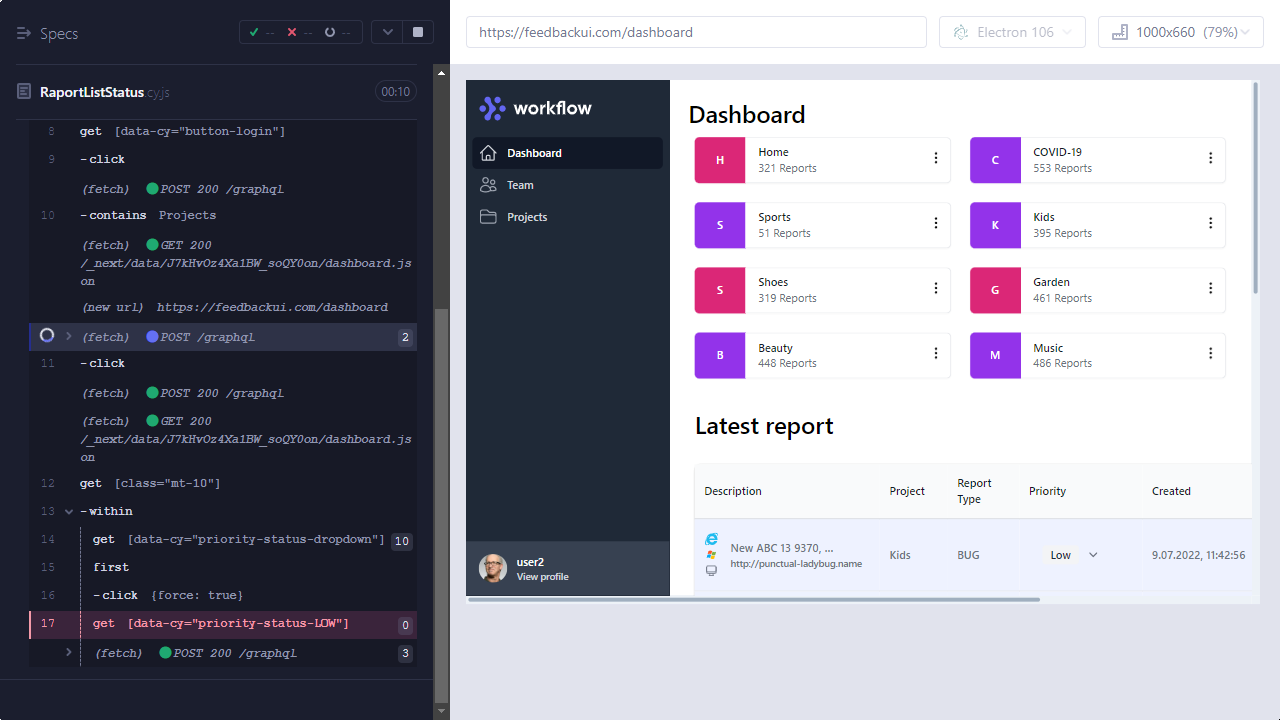 Specs
--
--
--
https://feedbackui.com/dashboard
Electron 106
1000x660 (79%)
RaportListStatus.cy.js
00:10
8 get [data-cy="button-login"]
9 -click
(fetch) POST 200 /graphql
10 -contains Projects
(fetch) GET 200
/_next/data/J7kHvOz4Xa1BW_soQY0on/dashboard.js
on
(new url) https://feedbackui.com/dashboard
(fetch) POST /graphql 2
11 -click
(fetch) POST 200 /graphql
(fetch) GET 200
/_next/data/J7kHvOz4Xa1BW_soQY0on/dashboard.js
on
12 get [class="mt-10"]
13 -within
14 get [data-cy="priority-status-dropdown"] 10
15 first
16 -click {force: true}
17 get [data-cy="priority-status-LOW"] 0
(fetch) POST 200 /graphql 3
workflow
Dashboard
Team
Projects
user2
View profile
Dashboard
H
Home
321 Reports
C
COVID-19
553 Reports
S
Sports
51 Reports
K
Kids
395 Reports
S
Shoes
319 Reports
G
Garden
461 Reports
B
Beauty
448 Reports
M
Music
486 Reports
Latest report
Description
Project
Report
Type
Priority
Created
New ABC 13 9370, ...
http://punctual-ladybug.name
Kids
BUG
Low
9.07.2022, 11:42:56